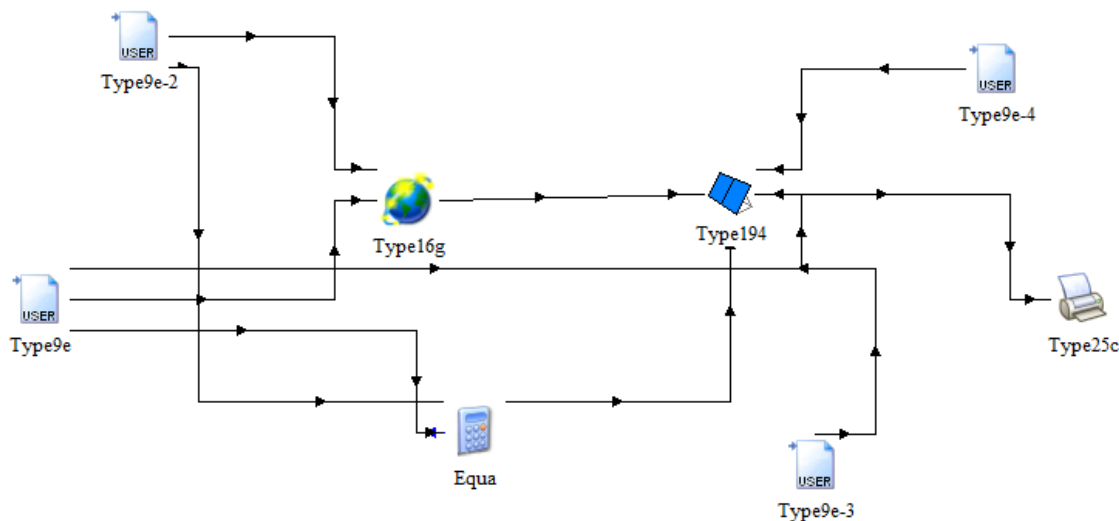 USER
Type9e-2
USER
Type9e-4
Type16g
Type194
USER
Type9e
Type25c
Equa
USER
Type9e-3